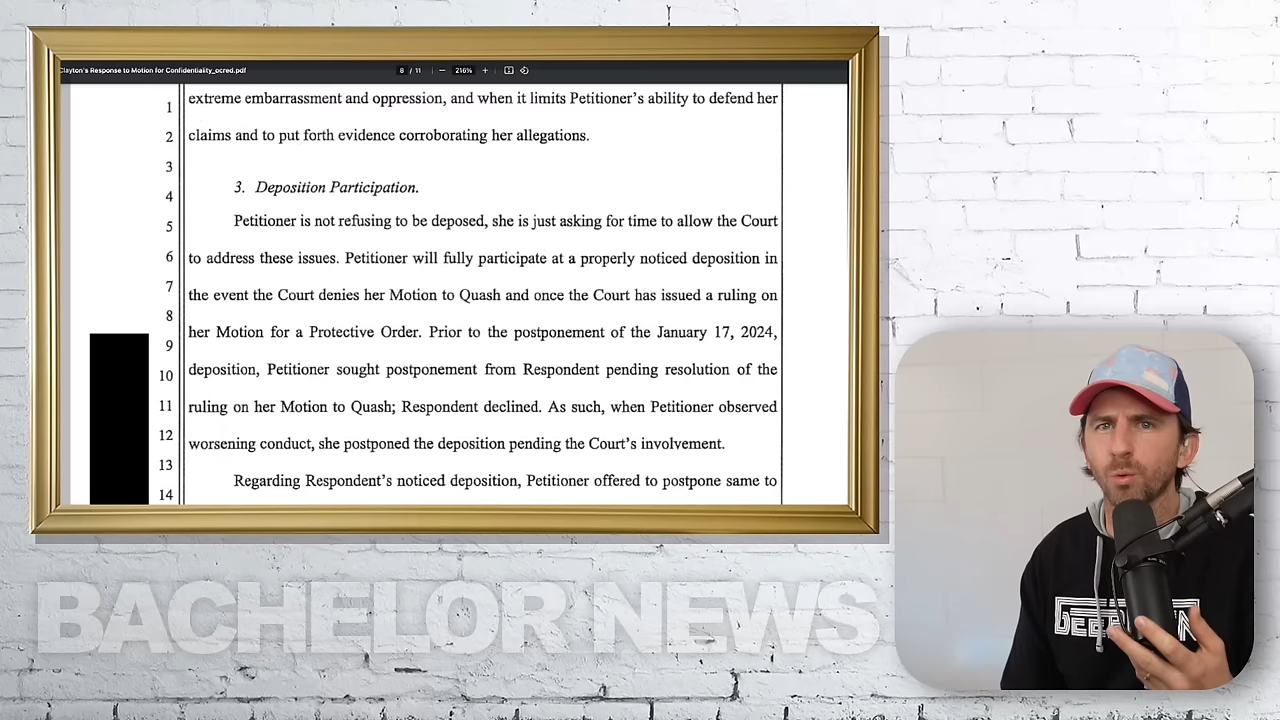 Clayton's Response to Motion for Confidentiality_ocred.pdf
8 / 11
216%
1 extreme embarrassment and oppression, and when it limits Petitioner's ability to defend her
2 claims and to put forth evidence corroborating her allegations.
3
4 3. Deposition Participation.
5 Petitioner is not refusing to be deposed, she is just asking for time to allow the Court
6 to address these issues. Petitioner will fully participate at a properly noticed deposition in
7 the event the Court denies her Motion to Quash and once the Court has issued a ruling on
8 her Motion for a Protective Order. Prior to the postponement of the January 17, 2024,
9
10 deposition, Petitioner sought postponement from Respondent pending resolution of the
11 ruling on her Motion to Quash; Respondent declined. As such, when Petitioner observed
12 worsening conduct, she postponed the deposition pending the Court's involvement.
13
14 Regarding Respondent's noticed deposition, Petitioner offered to postpone same to
BACHELOR NEWS